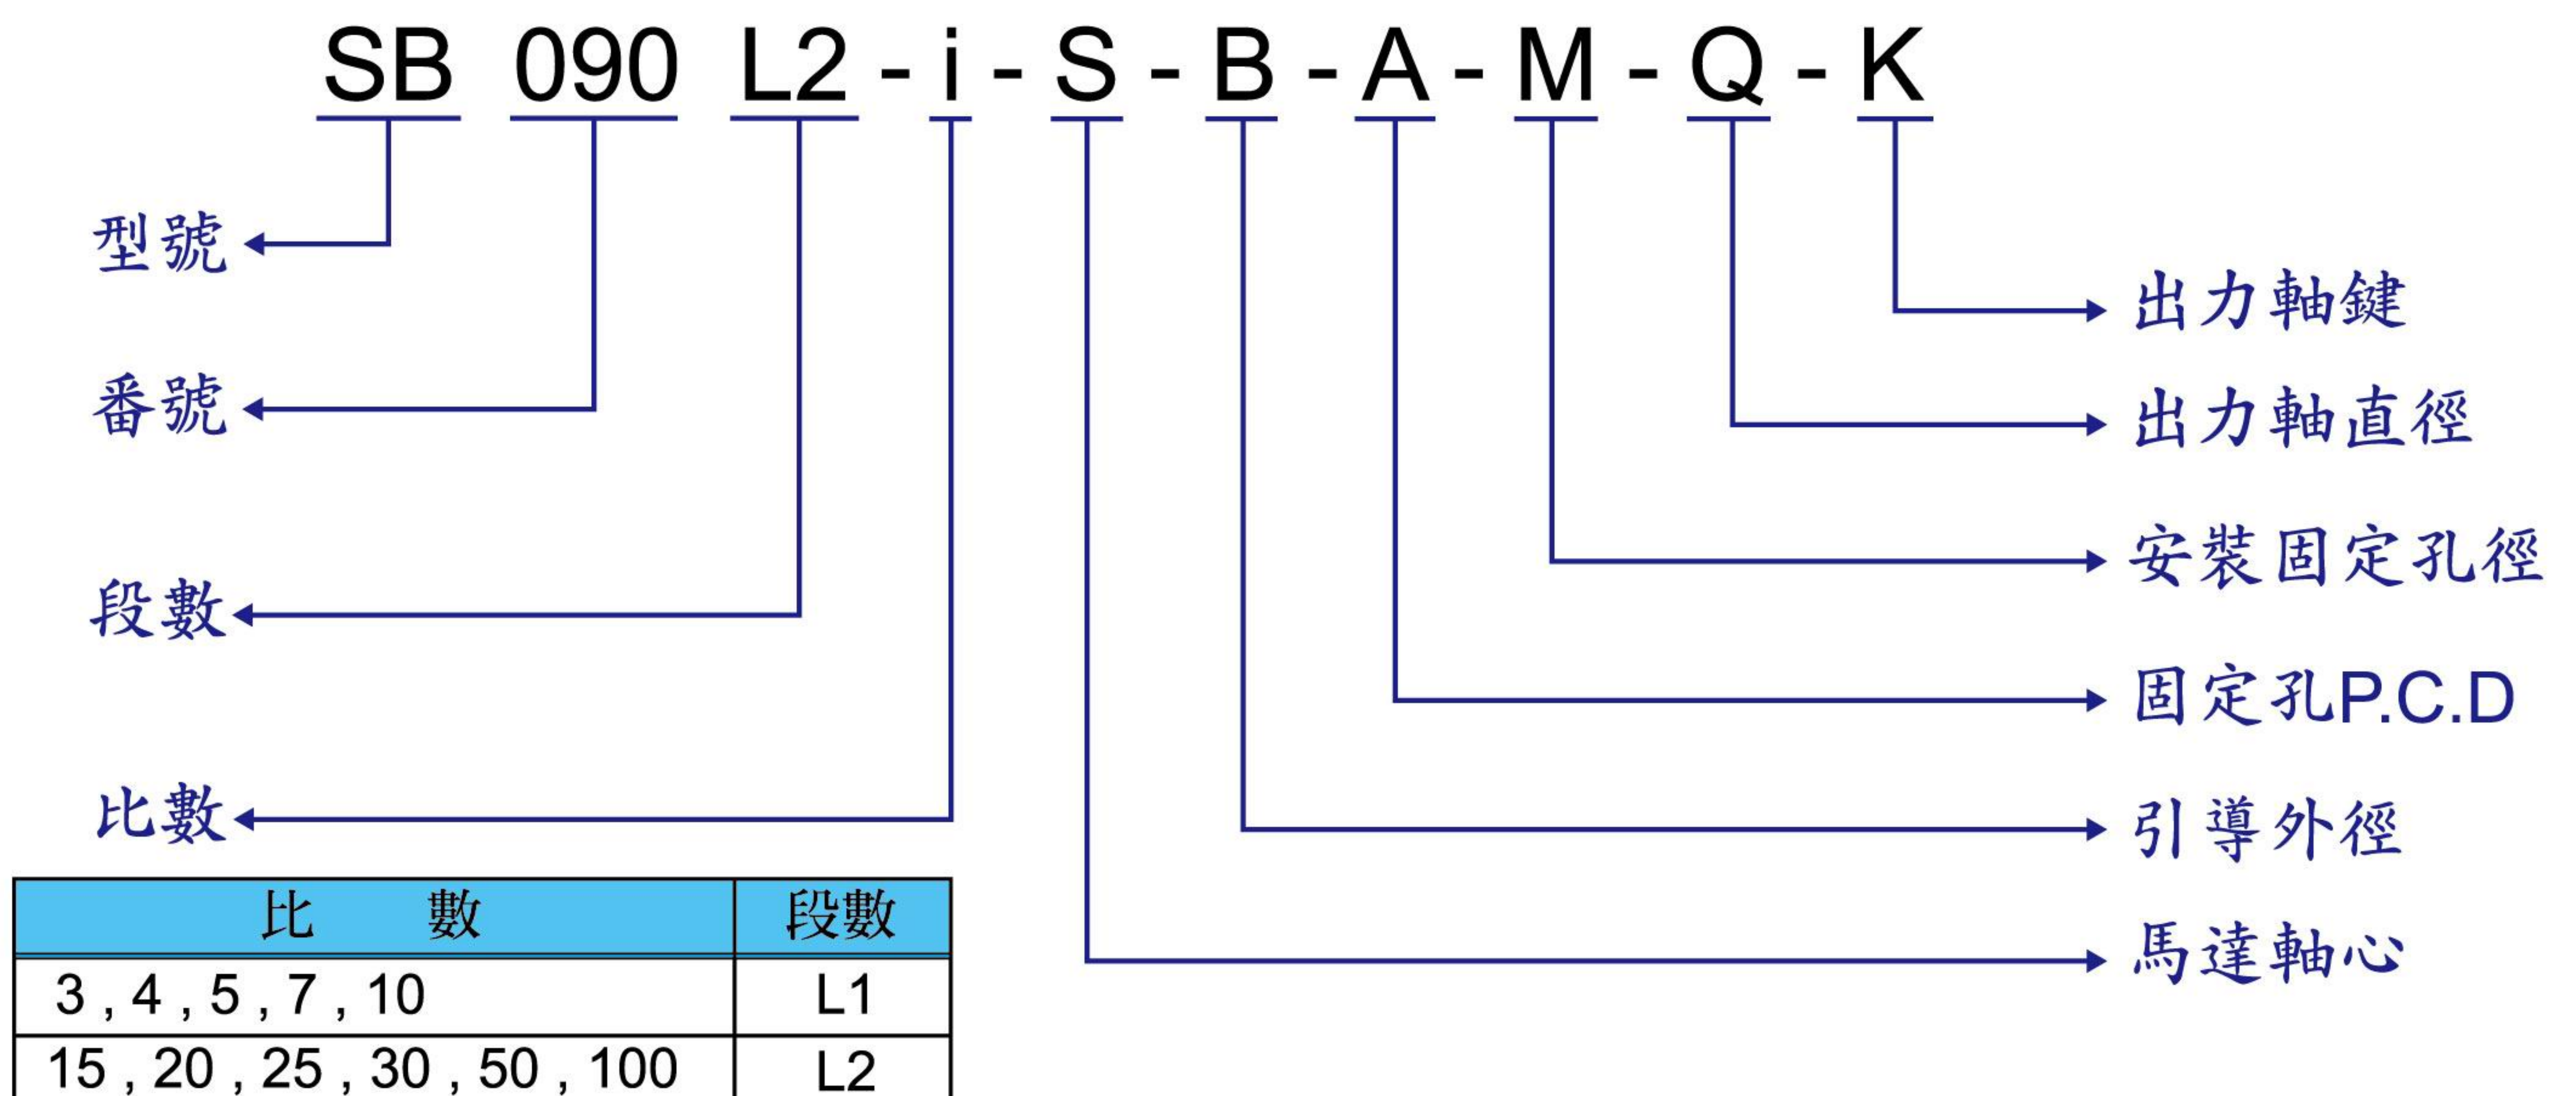 SB 090 L2 - i - S - B - A - M - Q - K
型號
出力軸鍵
番號
出力軸直徑
安裝固定孔徑
段數
固定孔P.C.D
比數
引導外徑
馬達軸心
比 數 段數
3 , 4 , 5 , 7 , 10 L1
15 , 20 , 25 , 30 , 50 , 100 L2